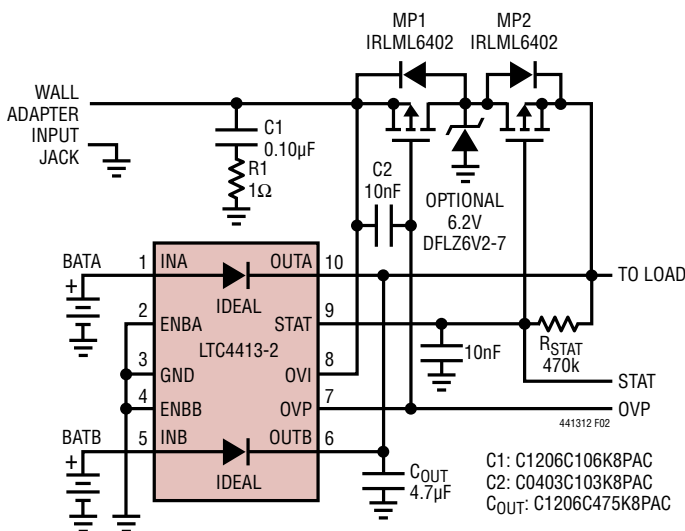 MP1
IRLML6402
MP2
IRLML6402
WALL
ADAPTER
INPUT
JACK
C1
0.10µF
R1
1Ω
C2
10nF
OPTIONAL
6.2V
DFLZ6V2-7
BATA
+
1
INA
OUTA
10
TO LOAD
IDEAL
2
ENBA
STAT
9
LTC4413-2
10nF
RSTAT
470k
3
GND
OVI
8
STAT
4
ENBB
OVP
7
OVP
441312 F02
BATB
+
5
INB
OUTB
6
IDEAL
COUT
4.7µF
C1: C1206C106K8PAC
C2: C0403C103K8PAC
COUT: C1206C475K8PAC